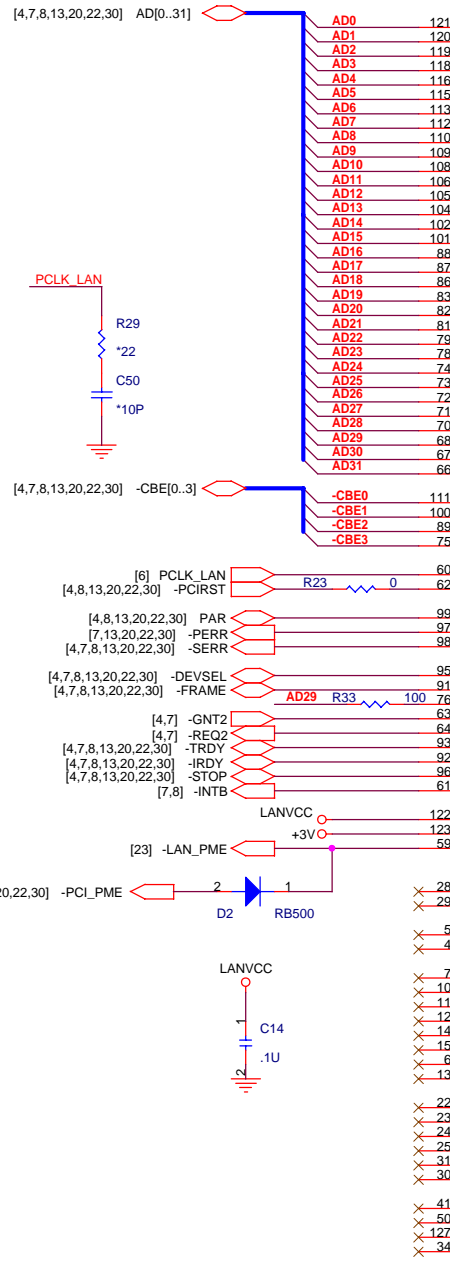 [4,7,8,13,20,22,30] AD[0..31]
AD0 121
AD1 120
AD2 119
AD3 118
AD4 116
AD5 115
AD6 113
AD7 112
AD8 110
AD9 109
AD10 108
AD11 106
AD12 105
AD13 104
AD14 102
AD15 101
AD16 88
AD17 87
AD18 86
AD19 83
AD20 82
AD21 81
AD22 79
AD23 78
AD24 74
AD25 73
AD26 72
AD27 71
AD28 70
AD29 68
AD30 67
AD31 66
PCLK_LAN
R29
*22
C50
*10P
[4,7,8,13,20,22,30] -CBE[0..3]
-CBE0 111
-CBE1 100
-CBE2 89
-CBE3 75
[6] PCLK_LAN 60
[4,8,13,20,22,30] -PCIRST R23 0 62
[4,8,13,20,22,30] PAR 99
[7,13,20,22,30] -PERR 97
[4,7,8,13,20,22,30] -SERR 98
[4,7,8,13,20,22,30] -DEVSEL 95
[4,7,8,13,20,22,30] -FRAME 91
AD29 R33 100 76
[4,7] -GNT2 63
[4,7] -REQ2 64
[4,7,8,13,20,22,30] -TRDY 93
[4,7,8,13,20,22,30] -IRDY 92
[4,7,8,13,20,22,30] -STOP 96
[7,8] -INTB 61
LANVCC 122
+3V 123
[23] -LAN_PME 59
20,22,30] -PCI_PME 2 1
D2 RB500
28
29
5
4
LANVCC
1
C14
.1U
2
7
10
11
12
14
15
6
13
22
23
24
25
31
30
41
50
127
34